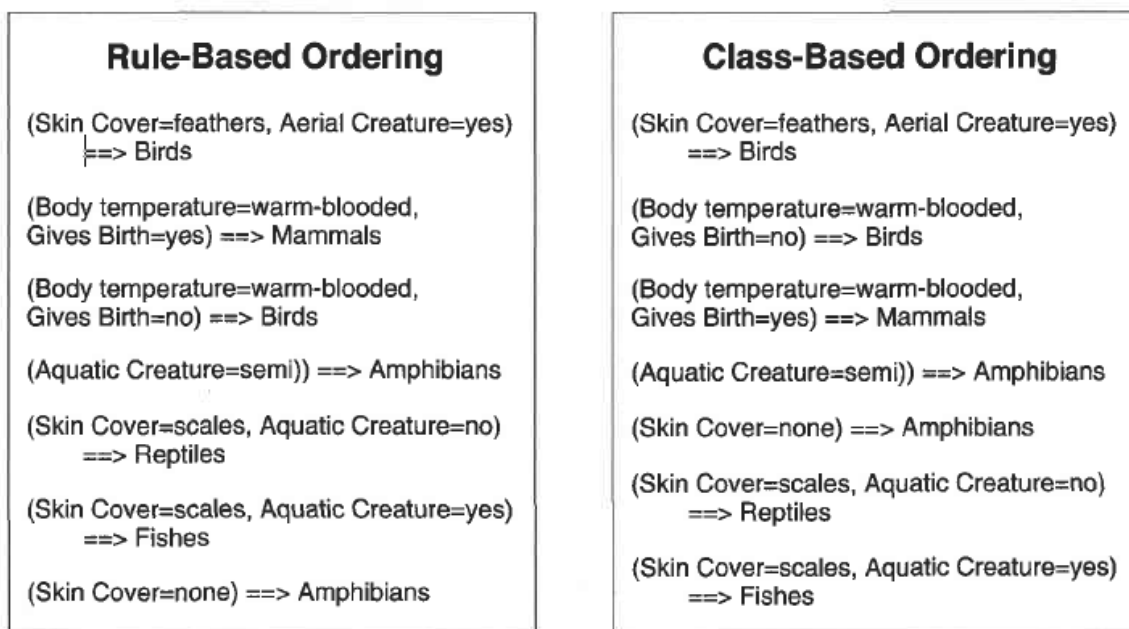 Rule-Based Ordering
(Skin Cover=feathers, Aerial Creature=yes)
==> Birds
(Body temperature=warm-blooded,
Gives Birth=yes) ==> Mammals
(Body temperature=warm-blooded,
Gives Birth=no) ==> Birds
(Aquatic Creature=semi)) ==> Amphibians
(Skin Cover=scales, Aquatic Creature=no)
==> Reptiles
(Skin Cover=scales, Aquatic Creature=yes)
==> Fishes
(Skin Cover=none) ==> Amphibians
Class-Based Ordering
(Skin Cover=feathers, Aerial Creature=yes)
==> Birds
(Body temperature=warm-blooded,
Gives Birth=no) ==> Birds
(Body temperature=warm-blooded,
Gives Birth=yes) ==> Mammals
(Aquatic Creature=semi)) ==> Amphibians
(Skin Cover=none) ==> Amphibians
(Skin Cover=scales, Aquatic Creature=no)
==> Reptiles
(Skin Cover=scales, Aquatic Creature=yes)
==> Fishes